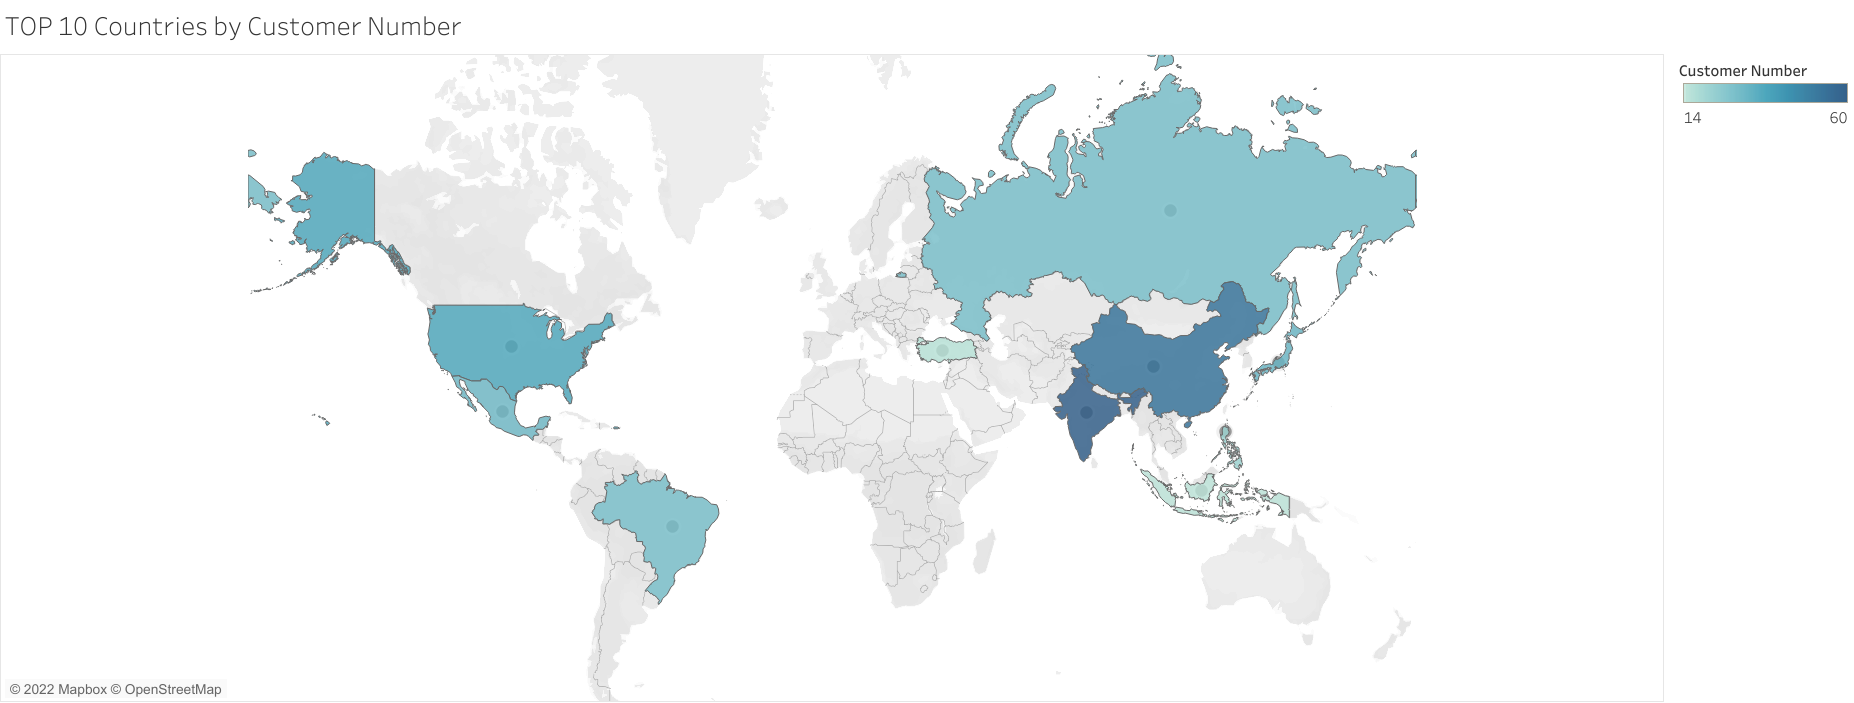 TOP 10 Countries by Customer Number
Customer Number
14 60
© 2022 Mapbox © OpenStreetMap